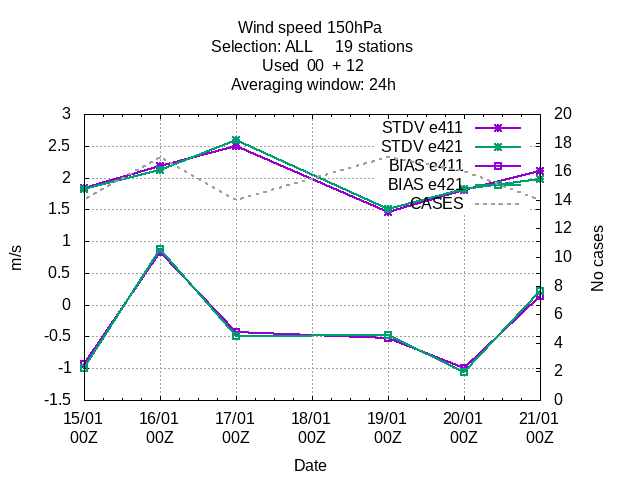 Wind speed 150hPa
Selection: ALL     19 stations
Used  00  + 12
Averaging window: 24h
STDV e411
STDV e421
BIAS e411
BIAS e421
CASES
3
2.5
2
1.5
1
0.5
0
-0.5
-1
-1.5
m/s
20
18
16
14
12
10
8
6
4
2
0
No cases
15/01 16/01 17/01 18/01 19/01 20/01 21/01
00Z 00Z 00Z 00Z 00Z 00Z 00Z
Date